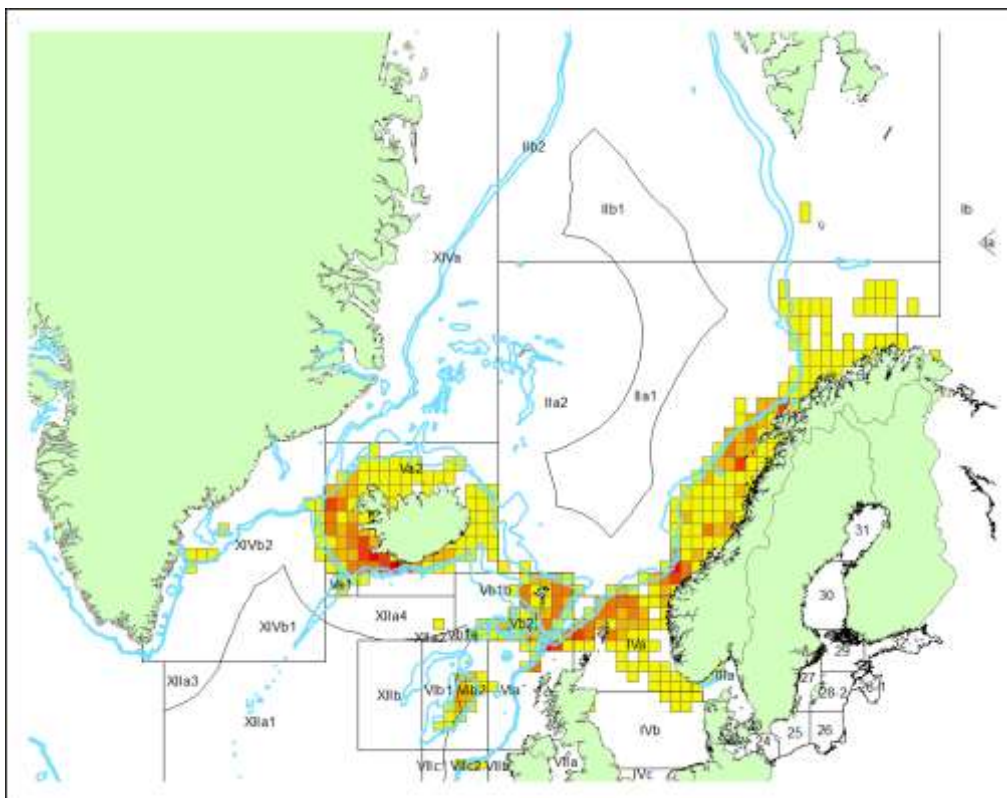 IIb2
IIb1
Ib
Ia
XIVa
IIa2
IIa1
Va2
31
XIVb2
Va1
Vb1b
30
XIIa4
Vb2
XIVb1
XIIa2
Vb1a
IVa
29
XIIa3
IIIa
27
28-2
28-1
XIIb
VIb1
VIb2
VIa
XIIa1
IVb
24
25
26
VIIc1
VIIc2
VIIb
VIIa
IVc